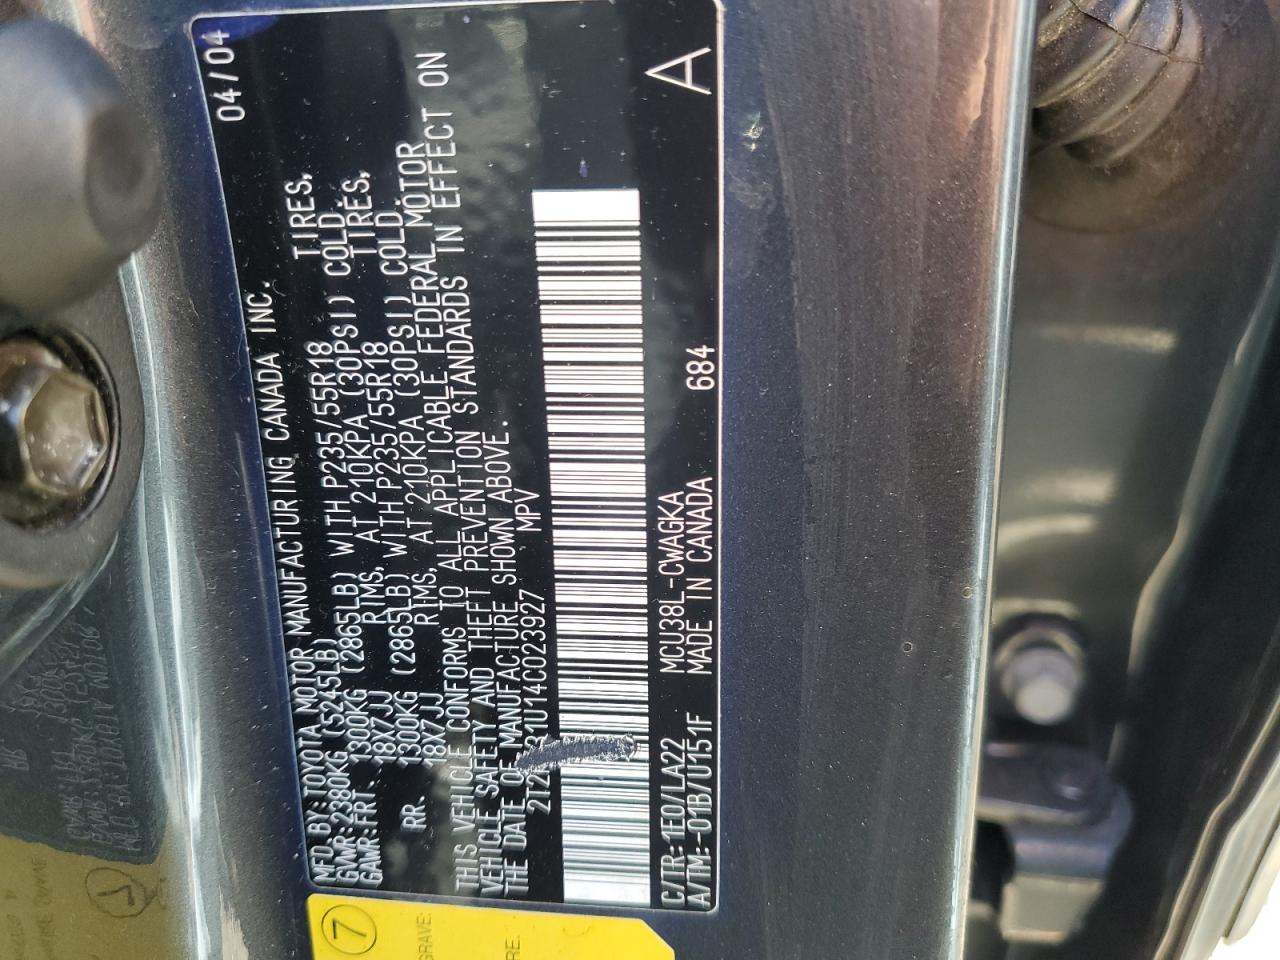 MFD. BY: TOYOTA MOTOR MANUFACTURING CANADA INC. 04/04
GVWR: 2380KG (5245LB)
GAWR: FRT. 1300KG (2865LB) WITH P235/55R18 TIRES,
18X7JJ RIMS, AT 210KPA (30PSI) COLD.
RR. 1300KG (2865LB) WITH P235/55R18 TIRES,
18X7JJ RIMS, AT 210KPA (30PSI) COLD.
THIS VEHICLE CONFORMS TO ALL APPLICABLE FEDERAL MOTOR
VEHICLE SAFETY AND THEFT PREVENTION STANDARDS IN EFFECT ON
THE DATE OF MANUFACTURE SHOWN ABOVE.
MPV
C/TR: 1E0/LA22 MCU38L-CWAGKA
A/TM: -01B/U151F MADE IN CANADA 684 A
7